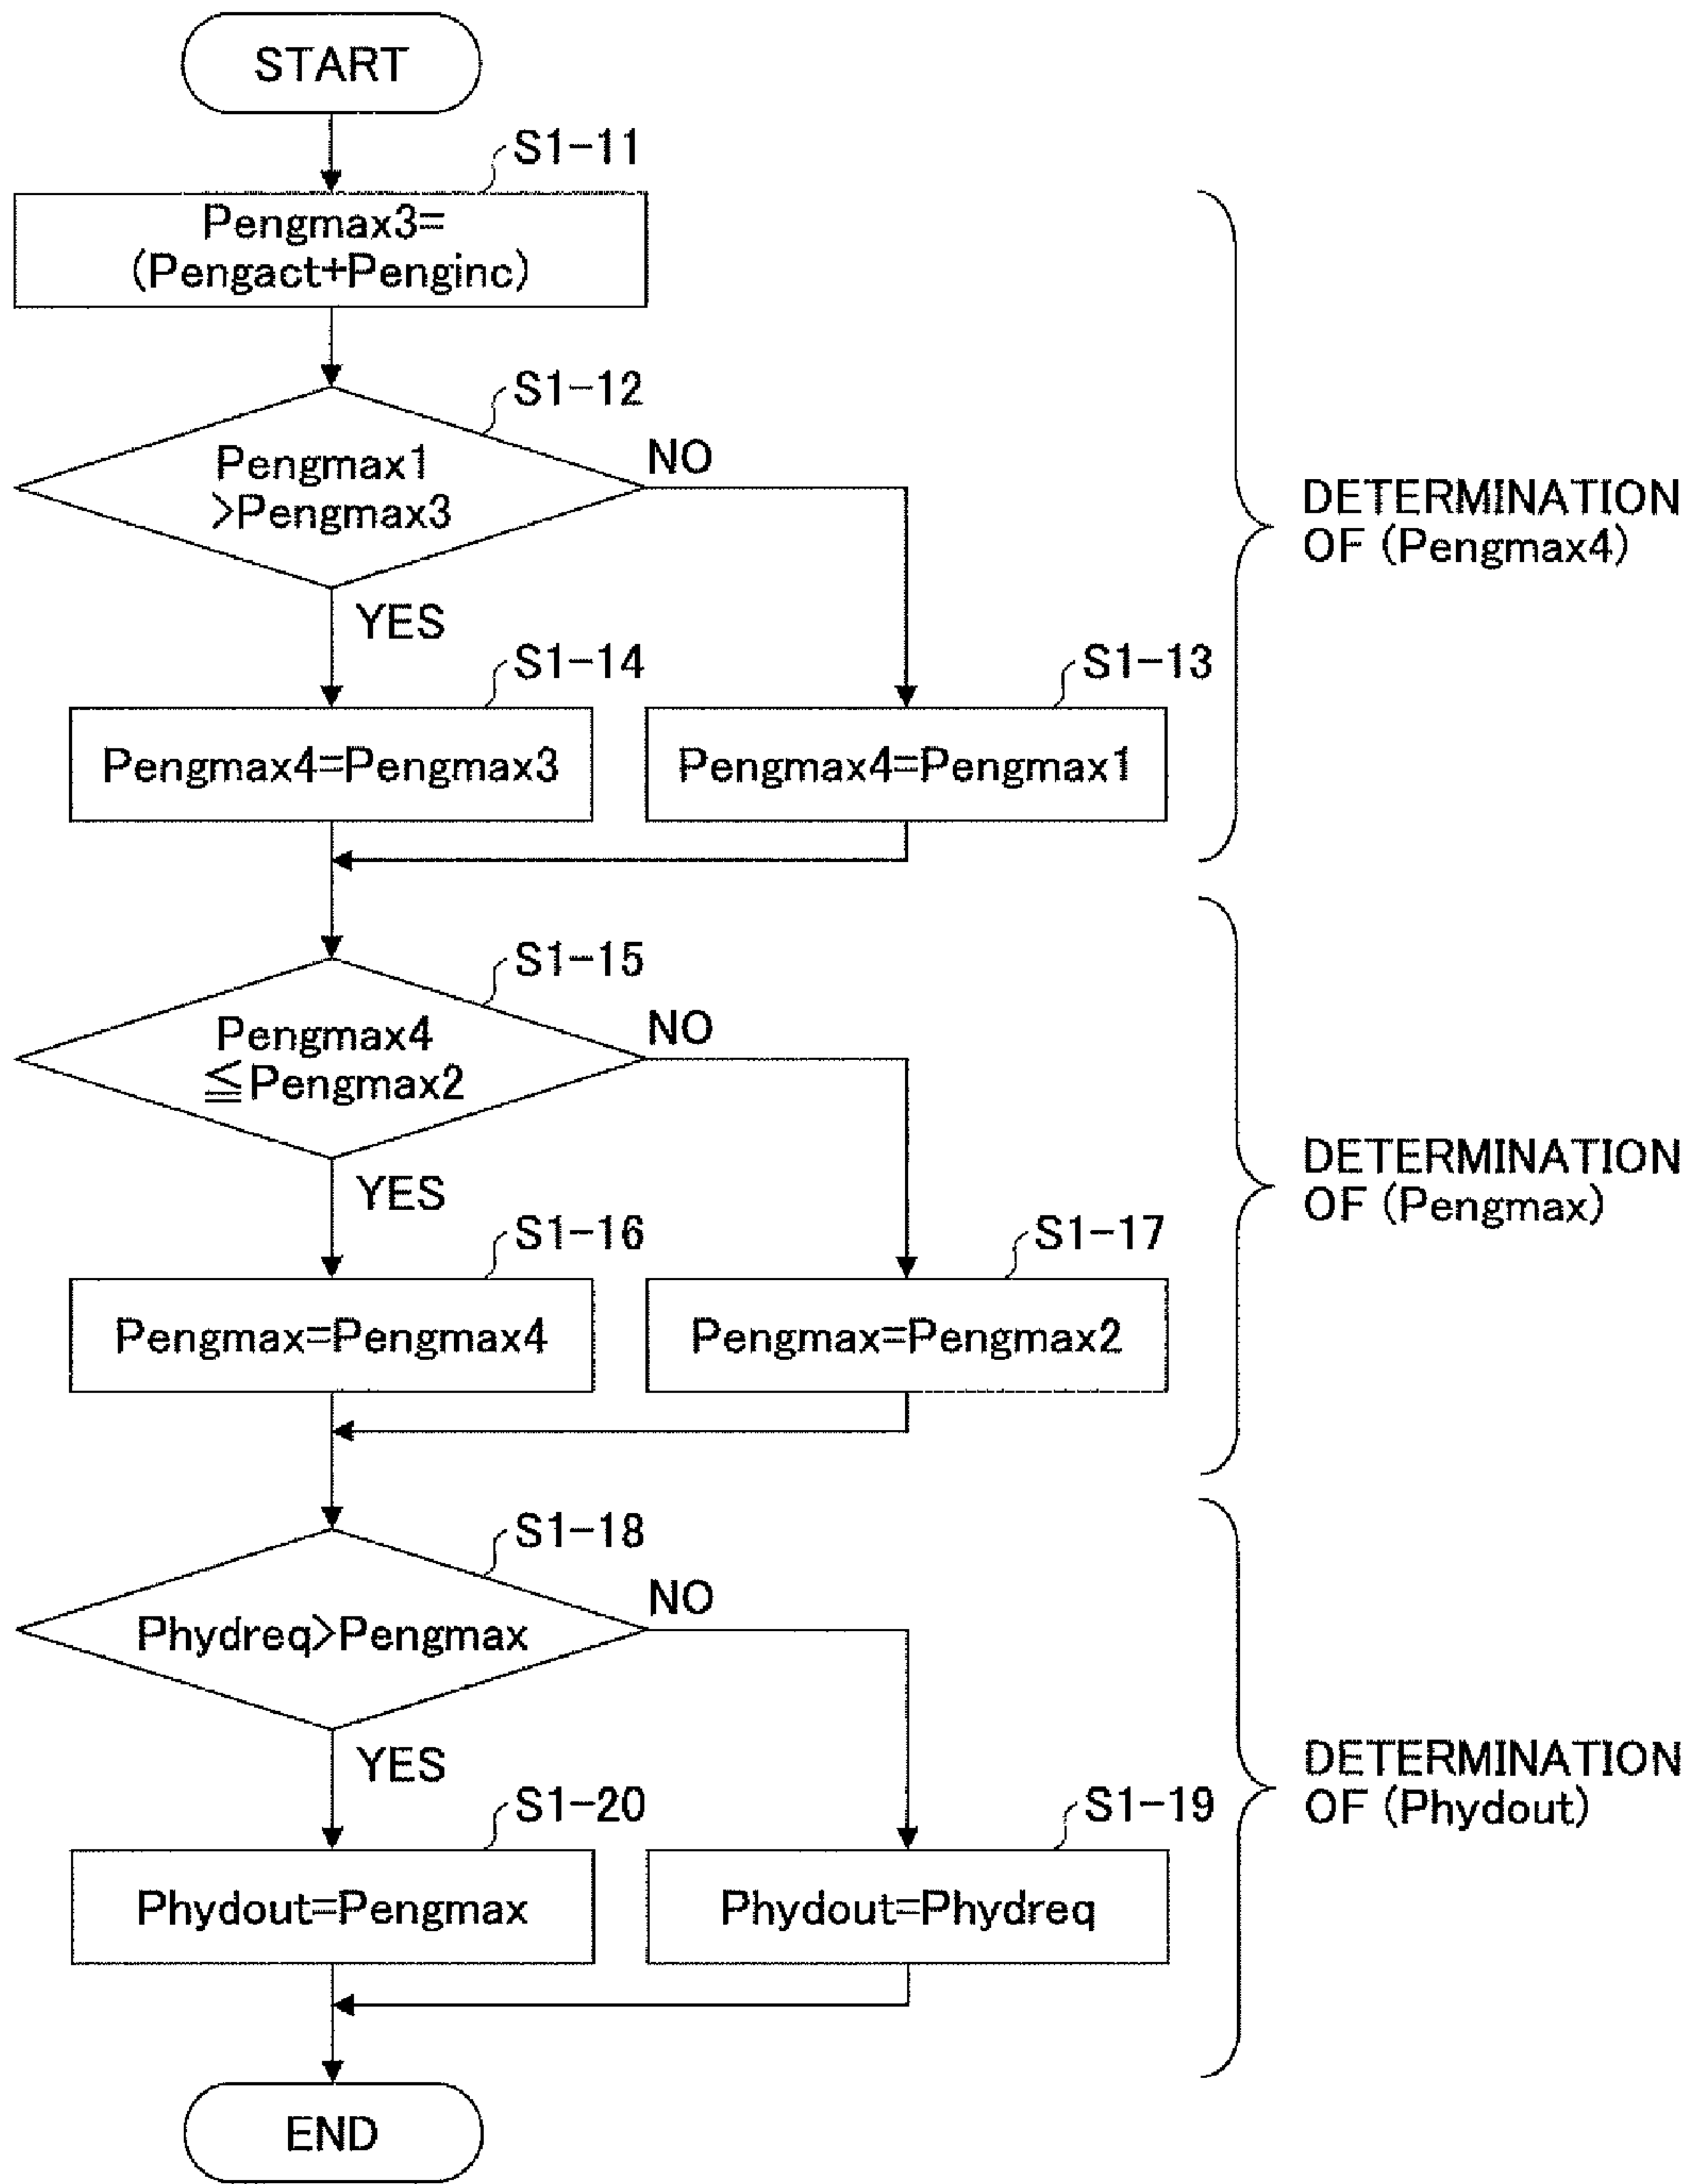 START
S1-11
Pengmax3=
(Pengact+Penginc)
S1-12
Pengmax1
>Pengmax3
NO
YES
DETERMINATION
OF (Pengmax4)
S1-14
Pengmax4=Pengmax3
S1-13
Pengmax4=Pengmax1
S1-15
Pengmax4
≦Pengmax2
NO
YES
DETERMINATION
OF (Pengmax)
S1-16
Pengmax=Pengmax4
S1-17
Pengmax=Pengmax2
S1-18
Phydreq>Pengmax
NO
YES
DETERMINATION
OF (Phydout)
S1-20
Phydout=Pengmax
S1-19
Phydout=Phydreq
END